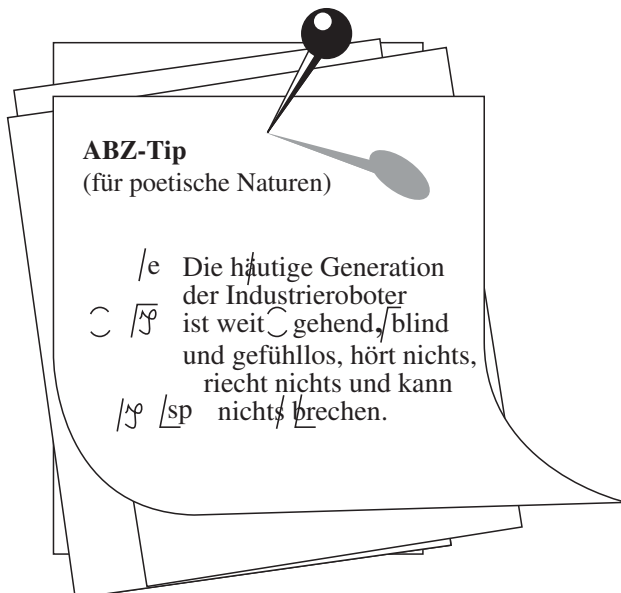 ABZ-Tip
(für poetische Naturen)
e Die häutige Generation
der Industrieroboter
ist weit gehend, blind
und gefühllos, hört nichts,
riecht nichts und kann
sp nichts brechen.